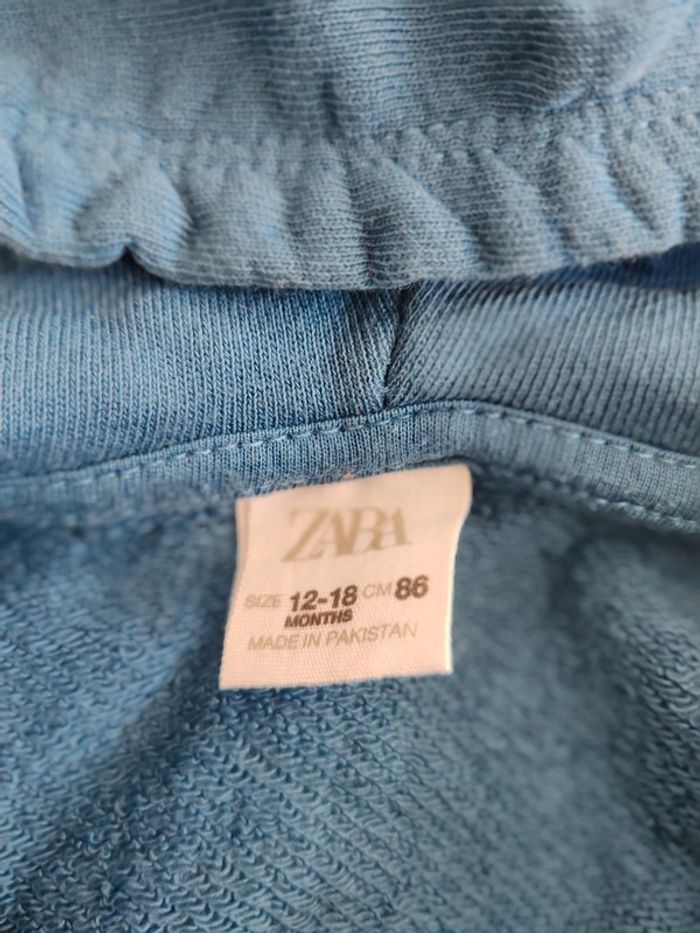 ZARA
SIZE 12-18 CM 86
MONTHS
MADE IN PAKISTAN